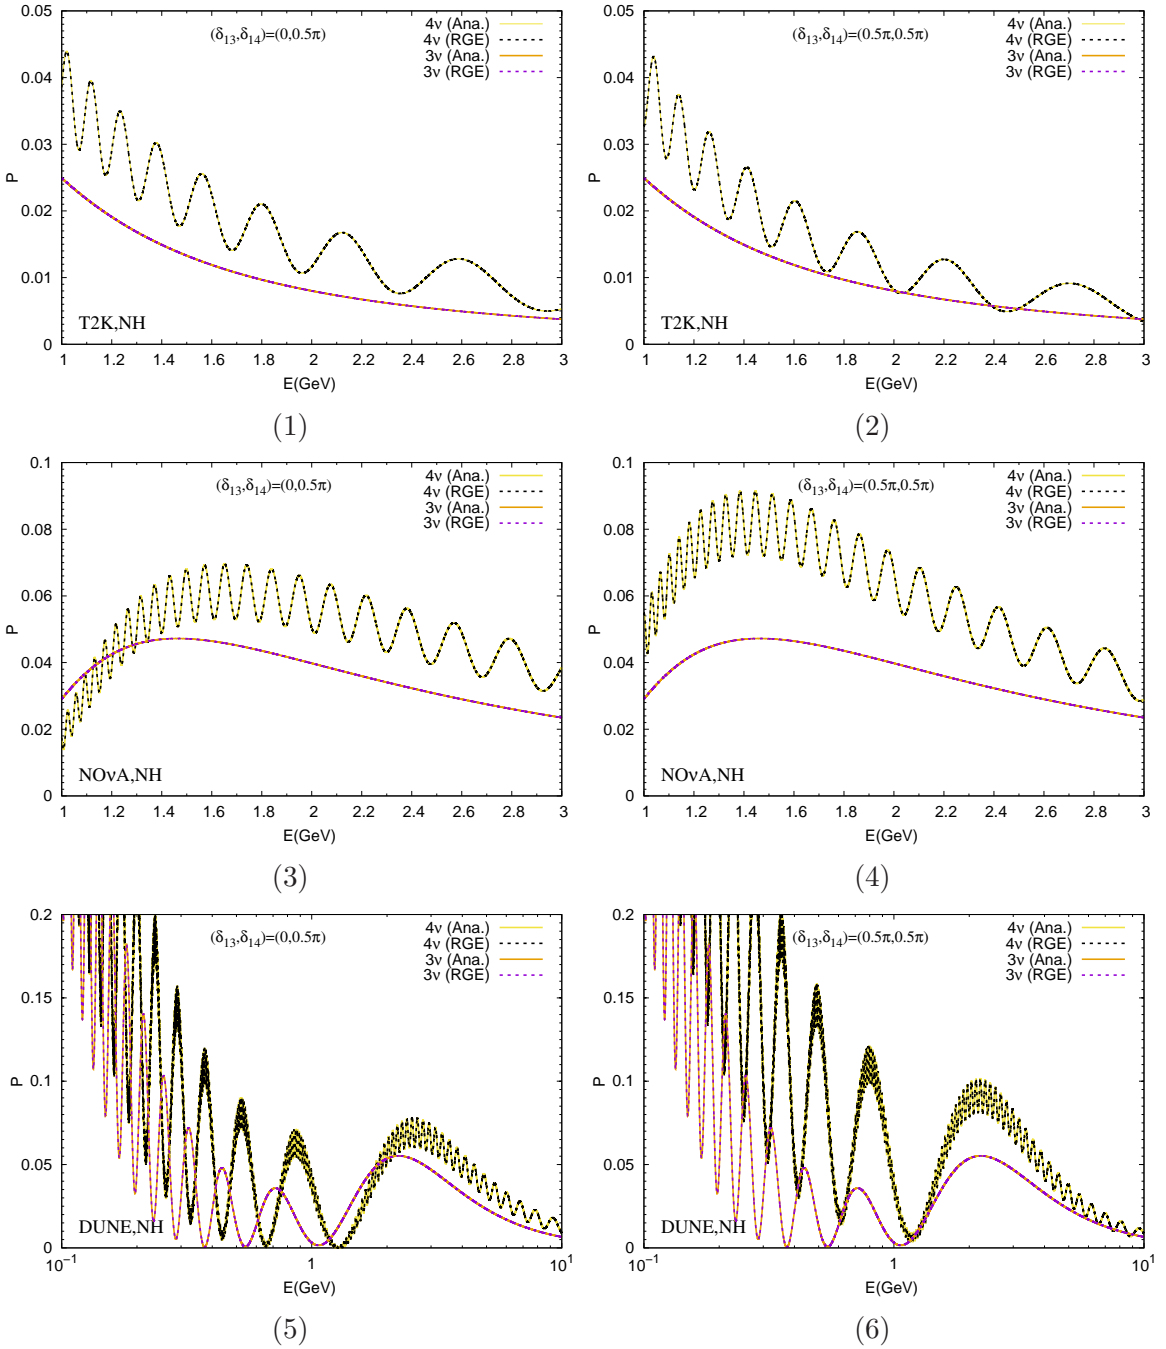 (δ13,δ14)=(0,0.5π)
4ν (Ana.)
4ν (RGE)
3ν (Ana.)
3ν (RGE)
0.05
0.04
0.03
0.02
0.01
0
P
T2K,NH
1 1.2 1.4 1.6 1.8 2 2.2 2.4 2.6 2.8 3
E(GeV)
(1)
(δ13,δ14)=(0.5π,0.5π)
4ν (Ana.)
4ν (RGE)
3ν (Ana.)
3ν (RGE)
0.05
0.04
0.03
0.02
0.01
0
P
T2K,NH
1 1.2 1.4 1.6 1.8 2 2.2 2.4 2.6 2.8 3
E(GeV)
(2)
(δ13,δ14)=(0,0.5π)
4ν (Ana.)
4ν (RGE)
3ν (Ana.)
3ν (RGE)
0.1
0.08
0.06
0.04
0.02
0
P
NOνA,NH
1 1.2 1.4 1.6 1.8 2 2.2 2.4 2.6 2.8 3
E(GeV)
(3)
(δ13,δ14)=(0.5π,0.5π)
4ν (Ana.)
4ν (RGE)
3ν (Ana.)
3ν (RGE)
0.1
0.08
0.06
0.04
0.02
0
P
NOνA,NH
1 1.2 1.4 1.6 1.8 2 2.2 2.4 2.6 2.8 3
E(GeV)
(4)
(δ13,δ14)=(0,0.5π)
4ν (Ana.)
4ν (RGE)
3ν (Ana.)
3ν (RGE)
0.2
0.15
0.1
0.05
0
P
DUNE,NH
10⁻¹ 1 10¹
E(GeV)
(5)
(δ13,δ14)=(0.5π,0.5π)
4ν (Ana.)
4ν (RGE)
3ν (Ana.)
3ν (RGE)
0.2
0.15
0.1
0.05
0
P
DUNE,NH
10⁻¹ 1 10¹
E(GeV)
(6)